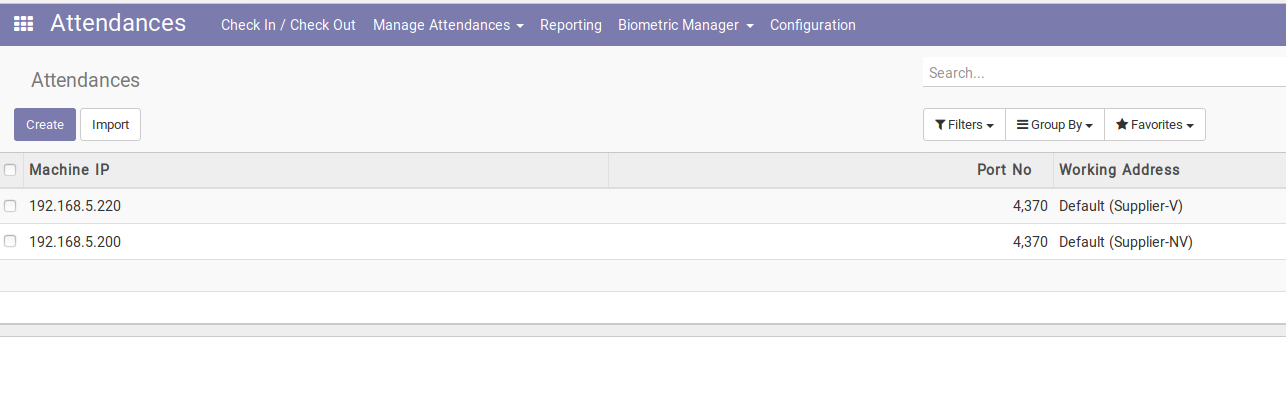 Attendances Check In / Check Out Manage Attendances Reporting Biometric Manager Configuration
Attendances Search...
Create Import Filters Group By Favorites
Machine IP Port No Working Address
192.168.5.220 4,370 Default (Supplier-V)
192.168.5.200 4,370 Default (Supplier-NV)